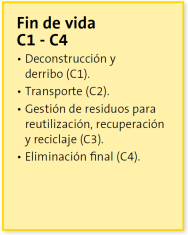 Fin de vida
C1 - C4
• Deconstrucción y
derribo (C1).
• Transporte (C2).
• Gestión de residuos para
reutilización, recuperación
y reciclaje (C3).
• Eliminación final (C4).